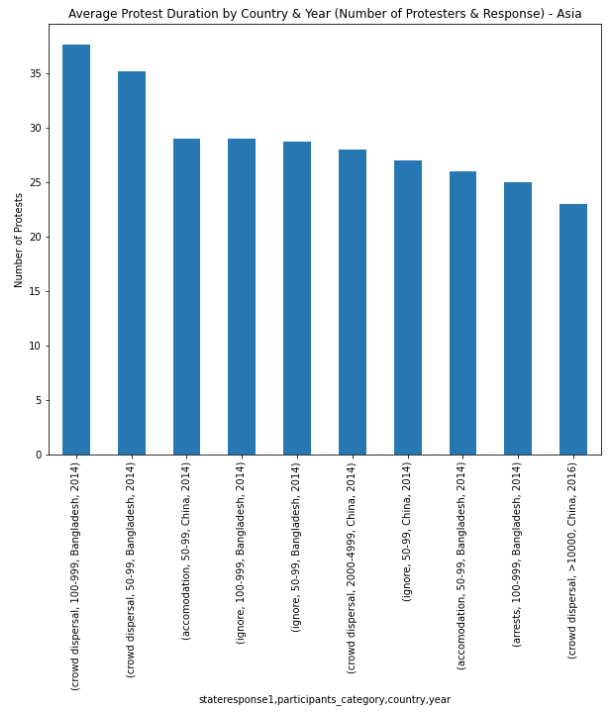 Average Protest Duration by Country & Year (Number of Protesters & Response) - Asia
Number of Protests
35
30
25
20
15
10
5
0
(crowd dispersal, 100-999, Bangladesh, 2014)
(crowd dispersal, 50-99, Bangladesh, 2014)
(accomodation, 50-99, China, 2014)
(ignore, 100-999, Bangladesh, 2014)
(ignore, 50-99, Bangladesh, 2014)
(crowd dispersal, 2000-4999, China, 2014)
(ignore, 50-99, China, 2014)
(accomodation, 50-99, Bangladesh, 2014)
(arrests, 100-999, Bangladesh, 2014)
(crowd dispersal, >10000, China, 2016)
stateresponse1,participants_category,country,year